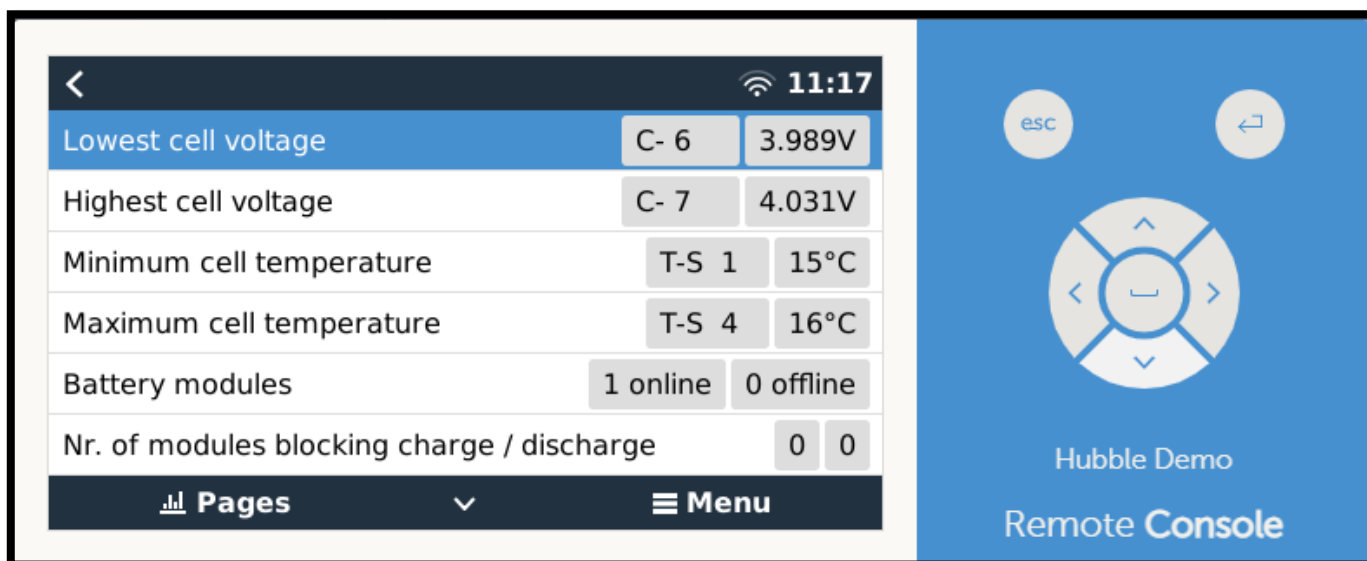 11:17
Lowest cell voltage C- 6 3.989V
Highest cell voltage C- 7 4.031V
Minimum cell temperature T-S 1 15°C
Maximum cell temperature T-S 4 16°C
Battery modules 1 online 0 offline
Nr. of modules blocking charge / discharge 0 0
Pages Menu
esc
Hubble Demo
Remote Console